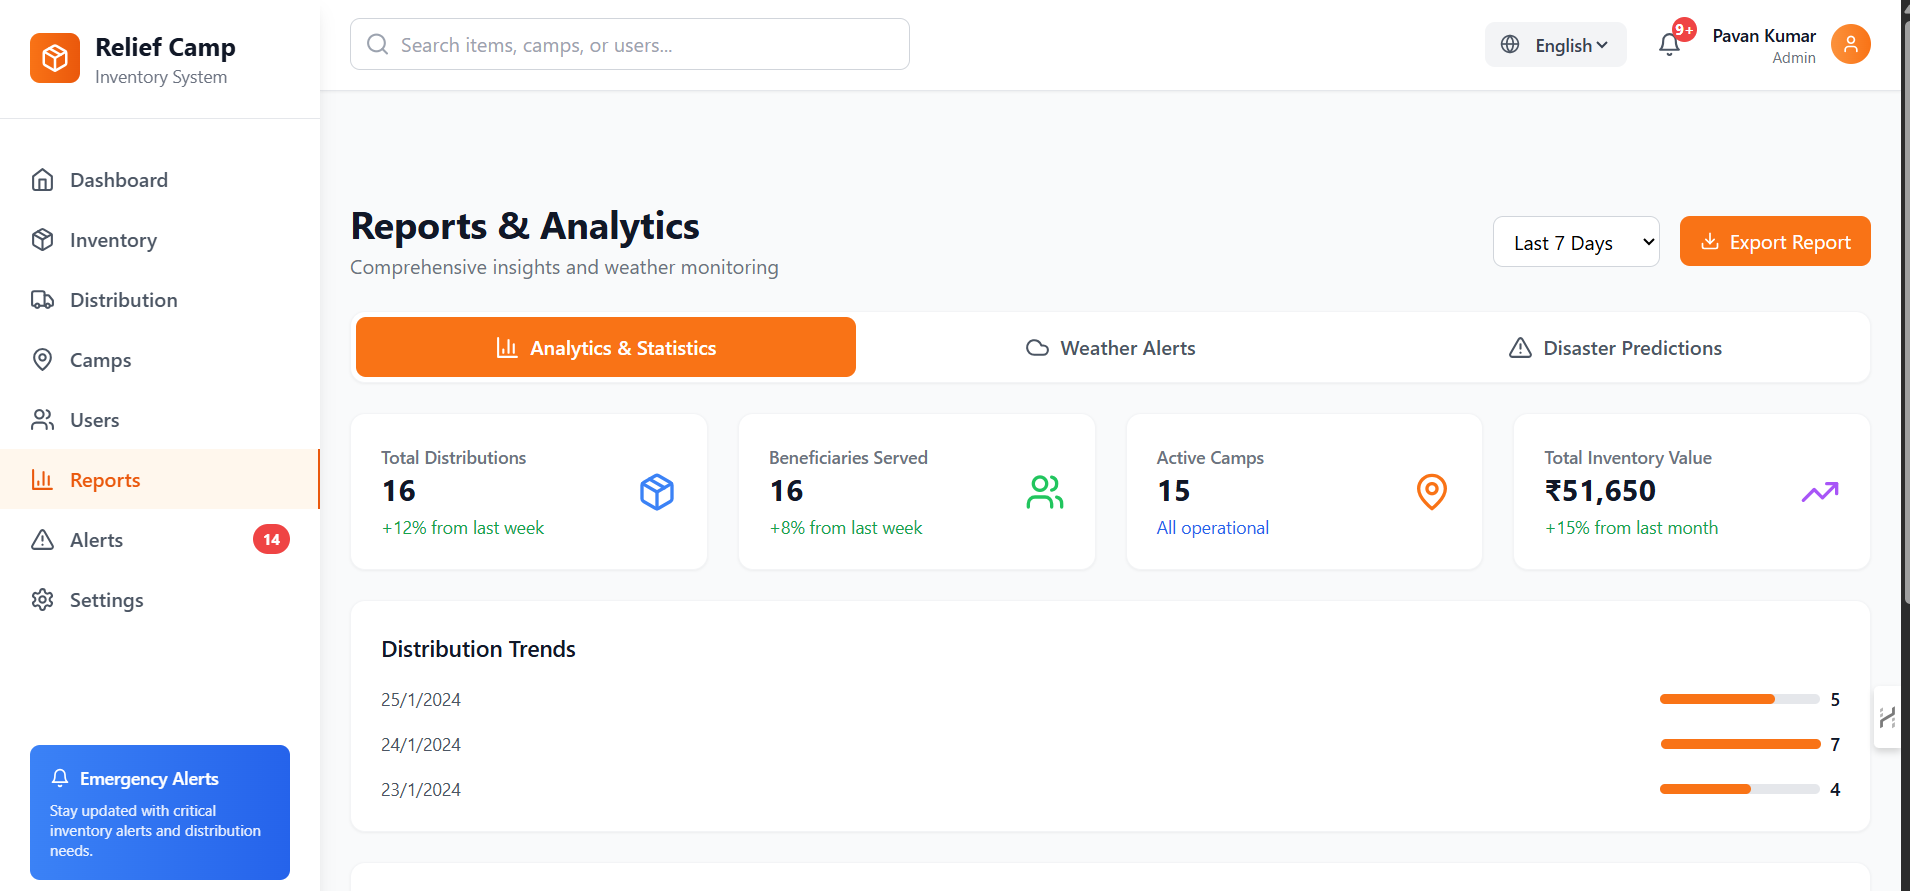 Relief Camp
Inventory System
Search items, camps, or users...
English
9+
Pavan Kumar
Admin
Dashboard
Inventory
Distribution
Camps
Users
Reports
Alerts
14
Settings
Emergency Alerts
Stay updated with critical
inventory alerts and distribution
needs.
Reports & Analytics
Comprehensive insights and weather monitoring
Last 7 Days
Export Report
Analytics & Statistics
Weather Alerts
Disaster Predictions
Total Distributions
16
+12% from last week
Beneficiaries Served
16
+8% from last week
Active Camps
15
All operational
Total Inventory Value
₹51,650
+15% from last month
Distribution Trends
25/1/2024 5
24/1/2024 7
23/1/2024 4